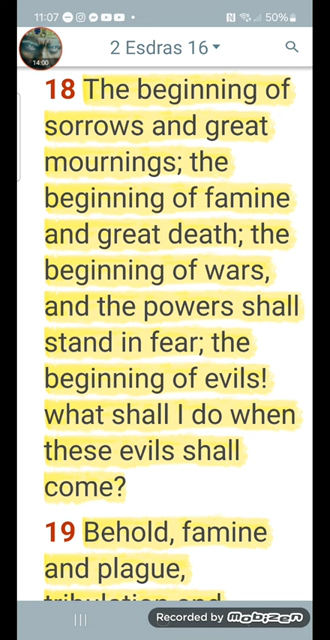 11:07 50%
14:00
2 Esdras 16
18 The beginning of
sorrows and great
mournings; the
beginning of famine
and great death; the
beginning of wars,
and the powers shall
stand in fear; the
beginning of evils!
what shall I do when
these evils shall
come?
19 Behold, famine
and plague,
tribulation and
Recorded by mobizen